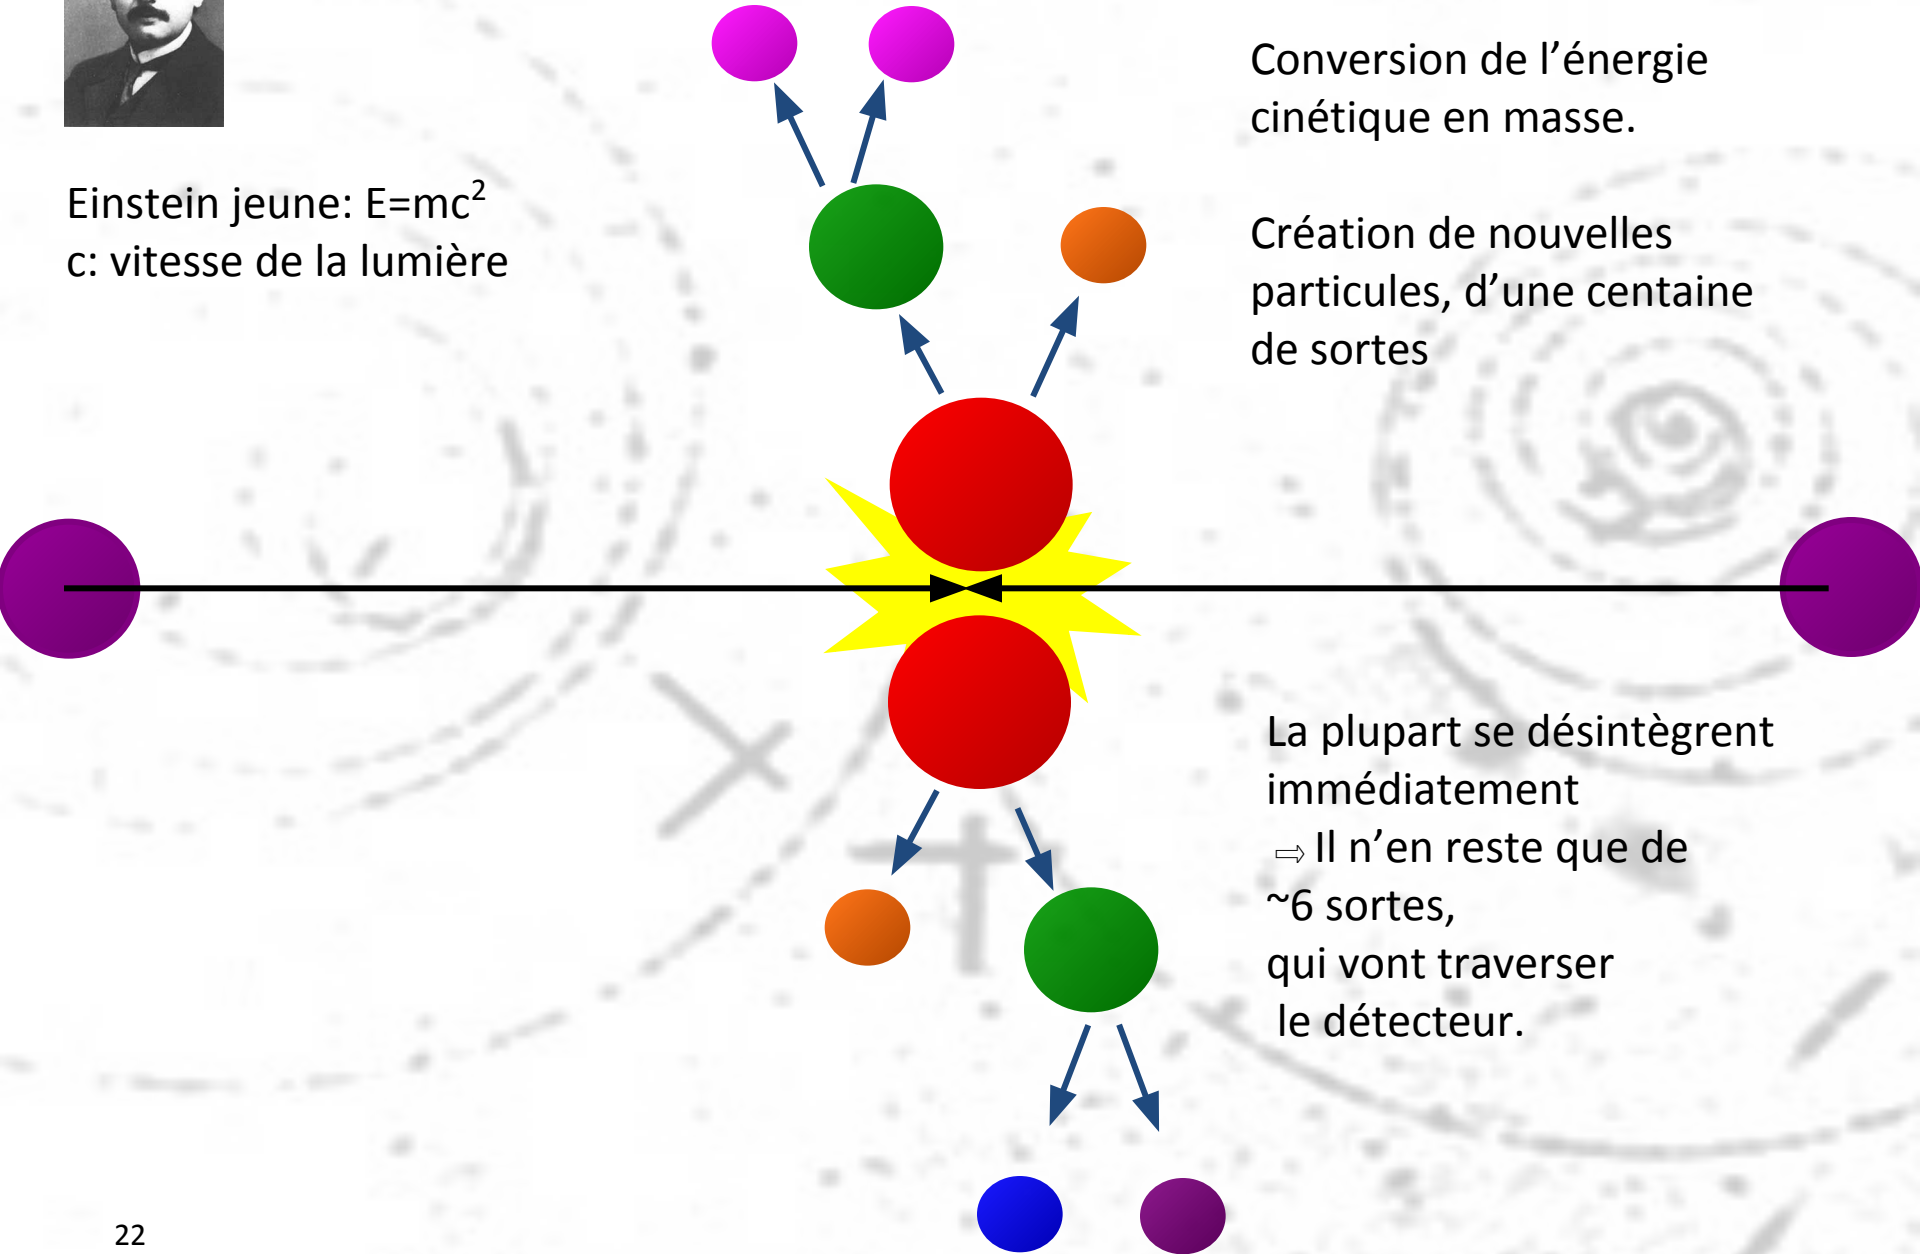 Einstein jeune: E=mc²
c: vitesse de la lumière
Conversion de l’énergie
cinétique en masse.
Création de nouvelles
particules, d’une centaine
de sortes
La plupart se désintègrent
immédiatement
⇨ Il n’en reste que de
~6 sortes,
qui vont traverser
le détecteur.
22